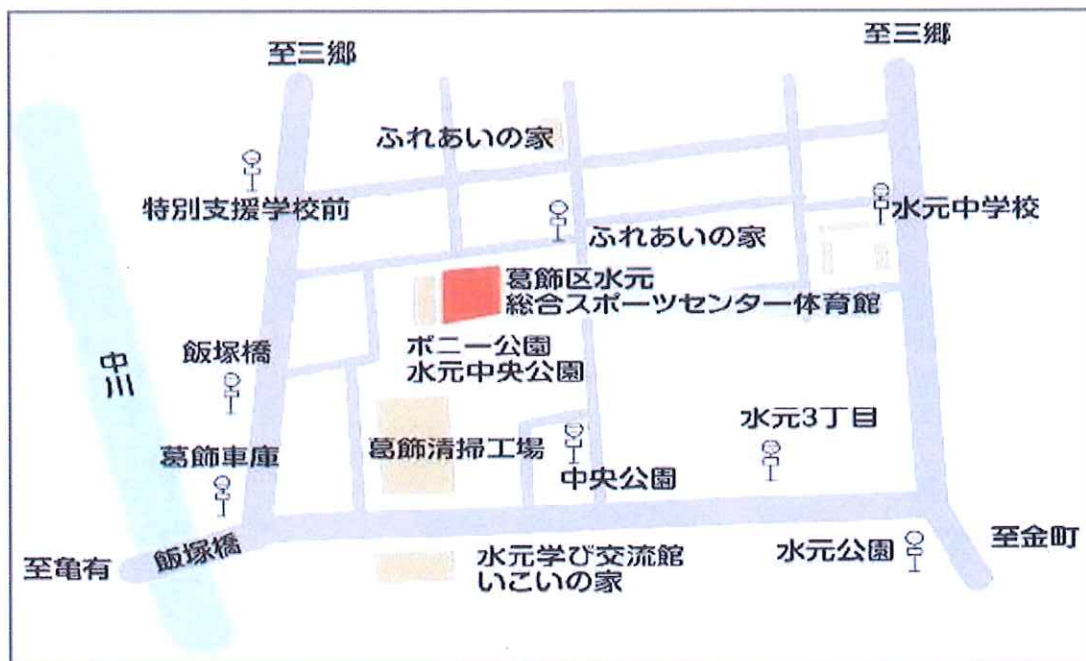 至三郷
至三郷
ふれあいの家
特別支援学校前
水元中学校
ふれあいの家
葛飾区水元
総合スポーツセンター体育館
ポニー公園
水元中央公園
飯塚橋
中川
水元3丁目
葛飾清掃工場
葛飾車庫
中央公園
飯塚橋
至亀有
水元学び交流館
いこいの家
水元公園
至金町